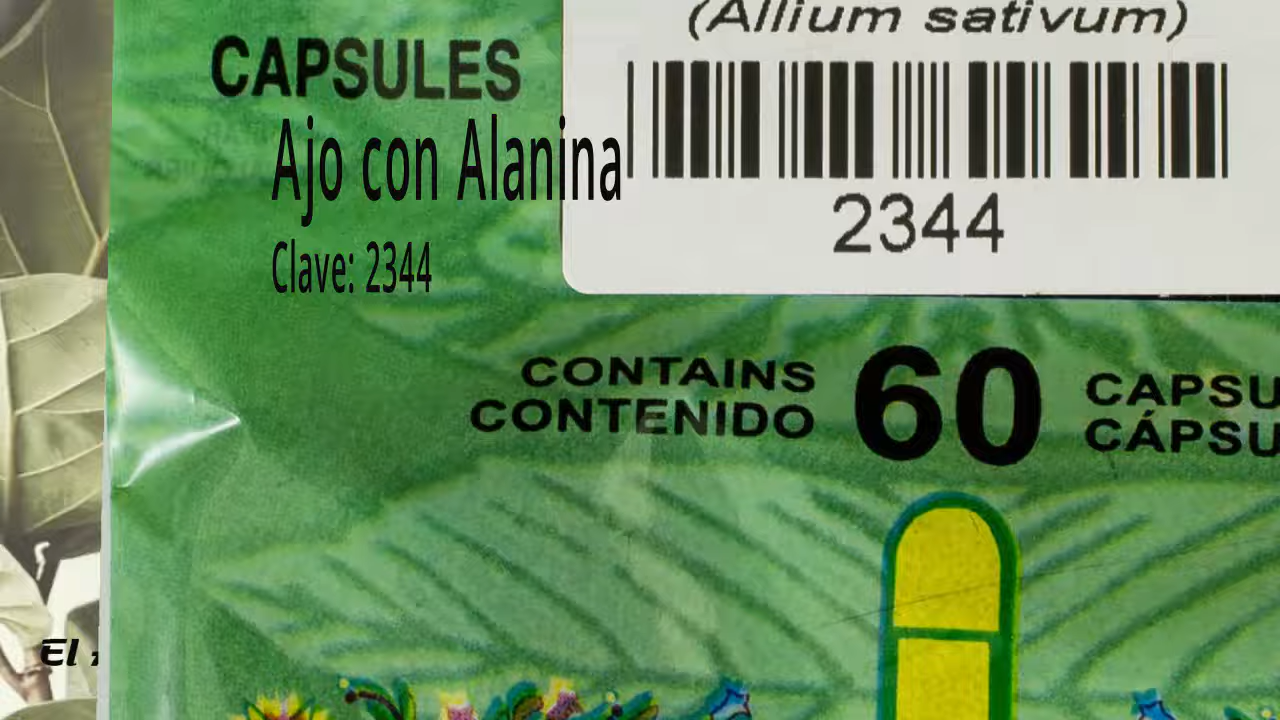 (Allium sativum)
CAPSULES
Ajo con Alanina
2344
Clave: 2344
CONTAINS 60 CAPSU
CONTENIDO CÁPSU
El